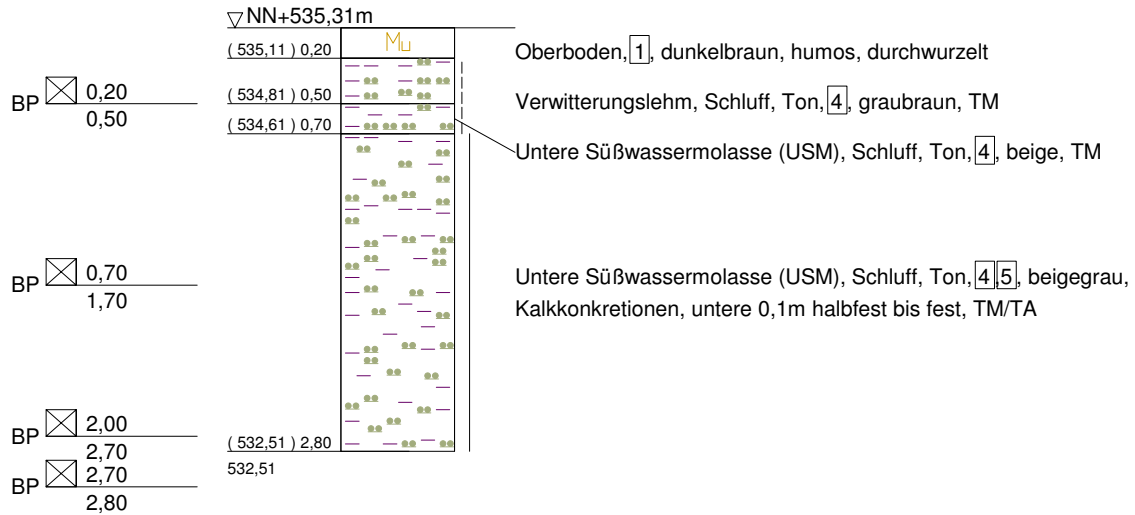 ▽ NN+535,31m
Mu
( 535,11 ) 0,20
Oberboden, 1, dunkelbraun, humos, durchwurzelt
BP 0,20
0,50
( 534,81 ) 0,50
Verwitterungslehm, Schluff, Ton, 4, graubraun, TM
( 534,61 ) 0,70
Untere Süßwassermolasse (USM), Schluff, Ton, 4, beige, TM
BP 0,70
1,70
Untere Süßwassermolasse (USM), Schluff, Ton, 4,5, beigegrau,
Kalkkonkretionen, untere 0,1m halbfest bis fest, TM/TA
BP 2,00
2,70
( 532,51 ) 2,80
532,51
BP 2,70
2,80